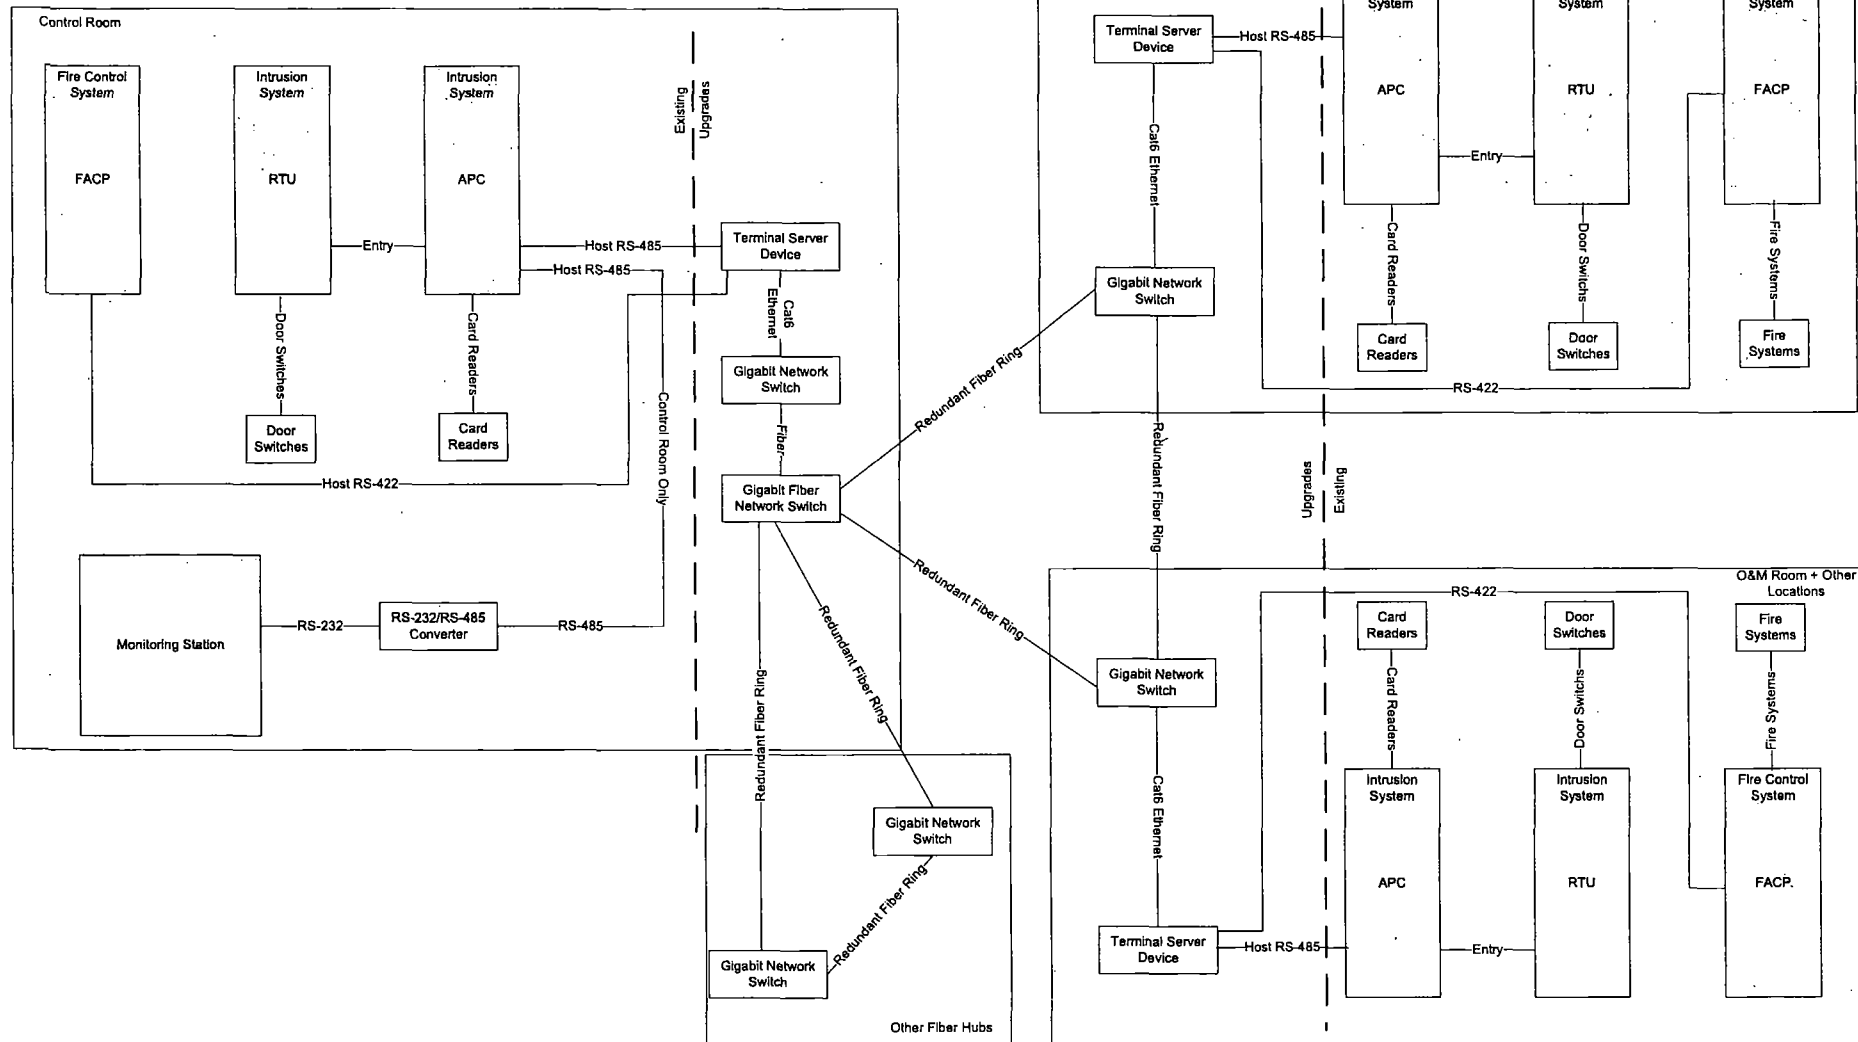 Control Room
Fire Control
System
FACP
Intrusion
System
RTU
Intrusion
System
APC
Existing
Upgrades
Entry
Host RS-485
Host RS-485
Terminal Server
Device
Cat6
Ethernet
Door Switches
Card Readers
Gigabit Network
Switch
Door
Switches
Card
Readers
Control Room Only
Fiber
Host RS-422
Gigabit Fiber
Network Switch
Monitoring Station
RS-232
RS-232/RS-485
Converter
RS-485
Redundant Fiber Ring
Redundant Fiber Ring
Redundant Fiber Ring
Redundant Fiber Ring
Gigabit Network
Switch
Redundant Fiber Ring
Gigabit Network
Switch
Other Fiber Hubs
Terminal Server
Device
Host RS-485
System
APC
System
RTU
System
FACP
Cat6 Ethernet
Entry
Card Readers
Door Switchs
Fire Systems
Gigabit Network
Switch
Card
Readers
Door
Switches
Fire
Systems
RS-422
Redundant Fiber Ring
Upgrades
Existing
O&M Room + Other
Locations
RS-422
Card
Readers
Door
Switches
Fire
Systems
Gigabit Network
Switch
Card Readers
Door Switchs
Fire Systems
Cat6 Ethernet
Intrusion
System
APC
Intrusion
System
RTU
Fire Control
System
FACP.
Terminal Server
Device
Host RS-485
Entry